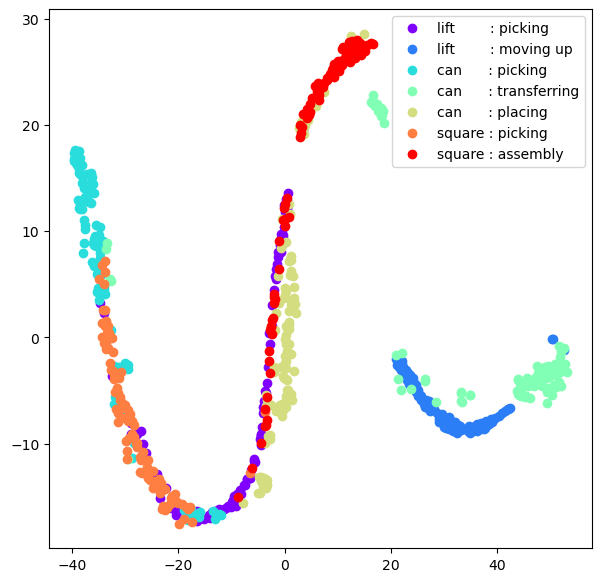 30
20
10
0
−10
−40
−20
0
20
40
lift : picking
lift : moving up
can : picking
can : transferring
can : placing
square : picking
square : assembly